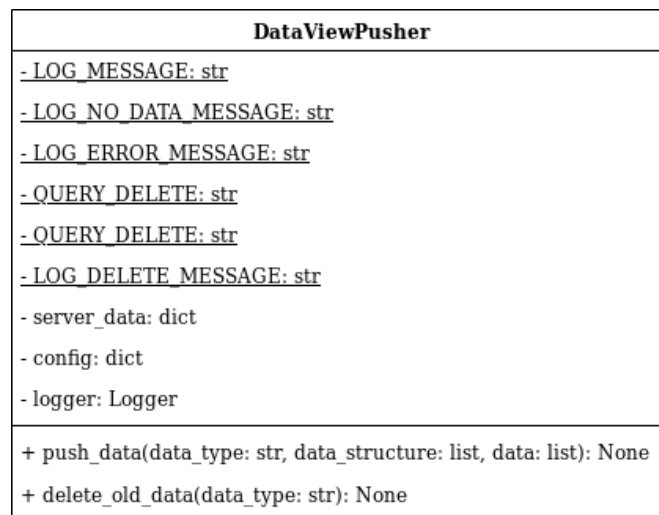 DataViewPusher
- LOG_MESSAGE: str
- LOG_NO_DATA_MESSAGE: str
- LOG_ERROR_MESSAGE: str
- QUERY_DELETE: str
- QUERY_DELETE: str
- LOG_DELETE_MESSAGE: str
- server_data: dict
- config: dict
- logger: Logger
+ push_data(data_type: str, data_structure: list, data: list): None
+ delete_old_data(data_type: str): None